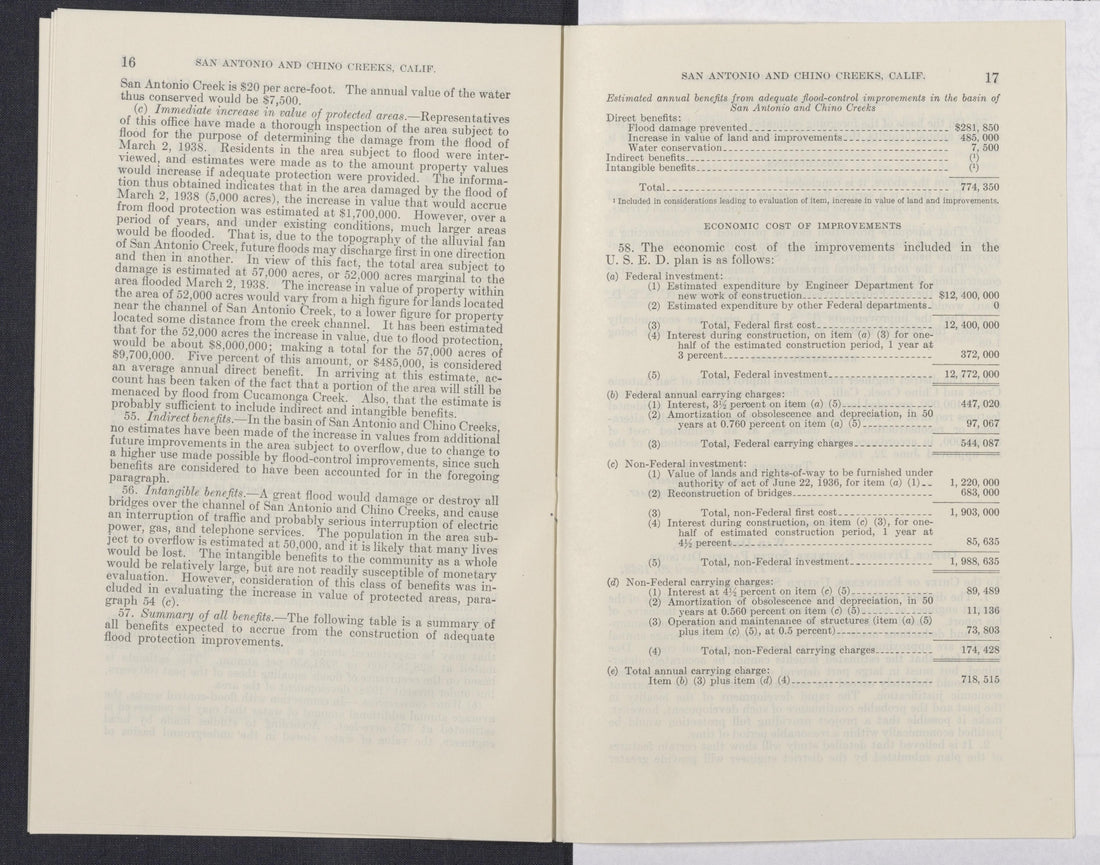 16 SAN ANTONIO AND CHINO CREEKS, CALIF.
San Antonio Creek is $20 per acre-foot. The annual value of the water
thus conserved would be $7,500.
(c) Immediate increase in value of protected areas.—Representatives
of this office have made a thorough inspection of the area subject to
flood for the purpose of determining the damage from the flood of
March 2, 1938. Residents in the area subject to flood were inter-
viewed, and estimates were made as to the amount property values
would increase if adequate protection were provided. The informa-
tion thus obtained indicates that in the area damaged by the flood of
March 2, 1938 (5,000 acres), the increase in value that would accrue
from flood protection was estimated at $1,700,000. However, over a
period of years, and under existing conditions, much larger areas
would be flooded. That is, due to the topography of the alluvial fan
of San Antonio Creek, future floods may discharge first in one direction
and then in another. In view of this fact, the total area subject to
damage is estimated at 57,000 acres, or 52,000 acres marginal to the
area flooded March 2, 1938. The increase in value of property within
the area of 52,000 acres would vary from a high figure for lands located
near the channel of San Antonio Creek, to a lower figure for property
located some distance from the creek channel. It has been estimated
that for the 52,000 acres the increase in value, due to flood protection,
would be about $8,000,000; making a total for the 57,000 acres of
$9,700,000. Five percent of this amount, or $485,000, is considered
an average annual direct benefit. In arriving at this estimate, ac-
count has been taken of the fact that a portion of the area will still be
menaced by flood from Cucamonga Creek. Also, that the estimate is
probably sufficient to include indirect and intangible benefits.
55. Indirect benefits.—In the basin of San Antonio and Chino Creeks,
no estimates have been made of the increase in values from additional
future improvements in the area subject to overflow, due to change to
a higher use made possible by flood-control improvements, since such
benefits are considered to have been accounted for in the foregoing
paragraph.
56. Intangible benefits.—A great flood would damage or destroy all
bridges over the channel of San Antonio and Chino Creeks, and cause
an interruption of traffic and probably serious interruption of electric
power, gas, and telephone services. The population in the area sub-
ject to overflow is estimated at 50,000, and it is likely that many lives
would be lost. The intangible benefits to the community as a whole
would be relatively large, but are not readily susceptible of monetary
evaluation. However, consideration of this class of benefits was in-
cluded in evaluating the increase in value of protected areas, para-
graph 54 (c).
57. Summary of all benefits.—The following table is a summary of
all benefits expected to accrue from the construction of adequate
flood protection improvements.
SAN ANTONIO AND CHINO CREEKS, CALIF. 17
Estimated annual benefits from adequate flood-control improvements in the basin of
San Antonio and Chino Creeks
Direct benefits:
Flood damage prevented $281,850
Increase in value of land and improvements 485,000
Water conservation 7,500
Indirect benefits (1)
Intangible benefits (1)
Total 774,350
1 Included in considerations leading to evaluation of item, increase in value of land and improvements.
ECONOMIC COST OF IMPROVEMENTS
58. The economic cost of the improvements included in the
U. S. E. D. plan is as follows:
(a) Federal investment:
(1) Estimated expenditure by Engineer Department for
new work of construction $12,400,000
(2) Estimated expenditure by other Federal departments 0
(3) Total, Federal first cost 12,400,000
(4) Interest during construction, on item (a) (3) for one-
half of the estimated construction period, 1 year at
3 percent 372,000
(5) Total, Federal investment 12,772,000
(b) Federal annual carrying charges:
(1) Interest, 3½ percent on item (a) (5) 447,020
(2) Amortization of obsolescence and depreciation, in 50
years at 0.760 percent on item (a) (5) 97,067
(3) Total, Federal carrying charges 544,087
(c) Non-Federal investment:
(1) Value of lands and rights-of-way to be furnished under
authority of act of June 22, 1936, for item (a) (1) 1,220,000
(2) Reconstruction of bridges 683,000
(3) Total, non-Federal first cost 1,903,000
(4) Interest during construction, on item (c) (3), for one-
half of estimated construction period, 1 year at
4½ percent 85,635
(5) Total, non-Federal investment 1,988,635
(d) Non-Federal carrying charges:
(1) Interest at 4½ percent on item (c) (5) 89,489
(2) Amortization of obsolescence and depreciation, in 50
years at 0.560 percent on item (c) (5) 11,136
(3) Operation and maintenance of structures (item (a) (5)
plus item (c) (5), at 0.5 percent) 73,803
(4) Total, non-Federal carrying charges 174,428
(e) Total annual carrying charge:
Item (b) (3) plus item (d) (4) 718,515